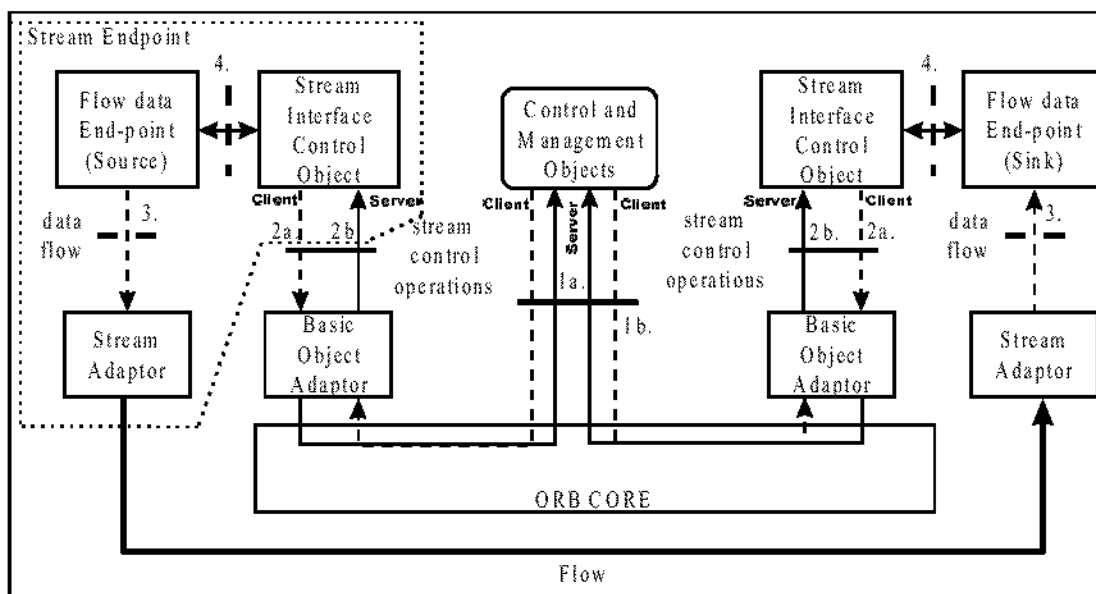 Stream Endpoint
4.
Flow data
End-point
(Source)
Stream
Interface
Control
Object
Control and
Management
Objects
Stream
Interface
Control
Object
4.
Flow data
End-point
(Sink)
Client
Server
Client
Server
Client
Server
Client
data
flow
3.
2a.
2b.
stream
control
operations
1a.
1b.
stream
control
operations
2b.
2a.
data
flow
3.
Stream
Adaptor
Basic
Object
Adaptor
Basic
Object
Adaptor
Stream
Adaptor
ORB CORE
Flow